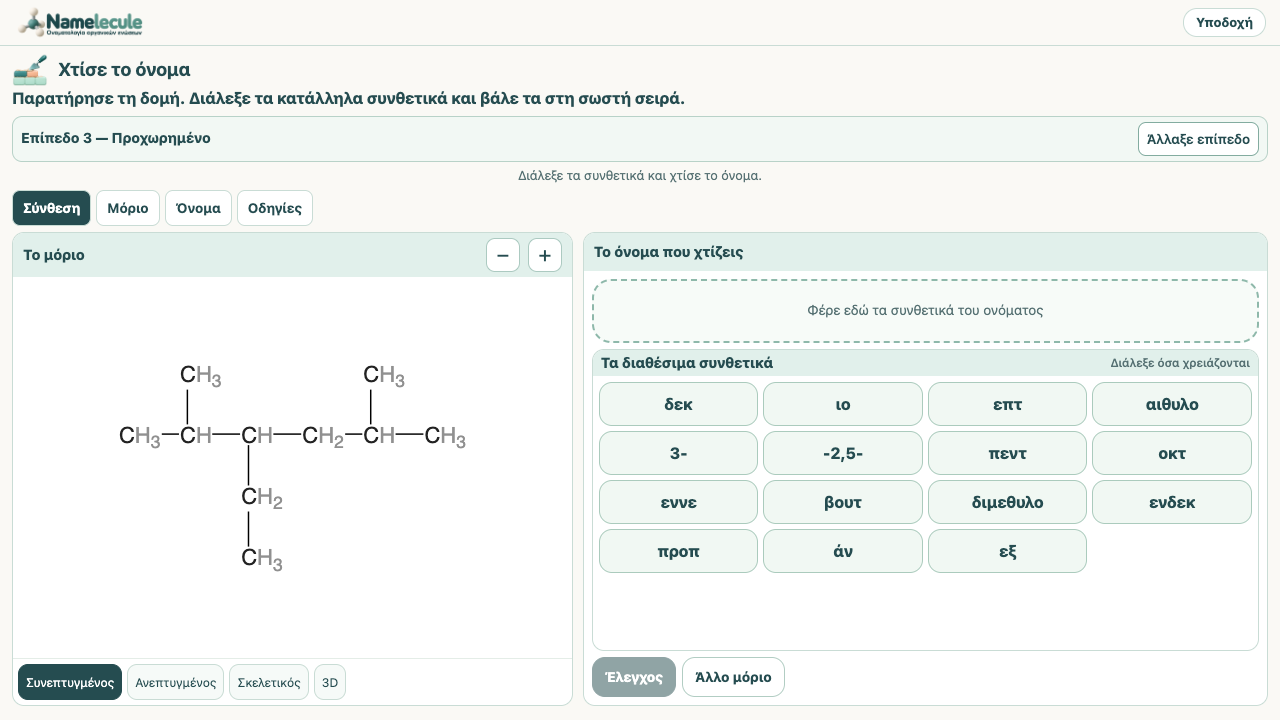 Namelecule
Ονοματολογία οργανικών ενώσεων
Υποδοχή
Χτίσε το όνομα
Παρατήρησε τη δομή. Διάλεξε τα κατάλληλα συνθετικά και βάλε τα στη σωστή σειρά.
Επίπεδο 3 — Προχωρημένο
Άλλαξε επίπεδο
Διάλεξε τα συνθετικά και χτίσε το όνομα.
Σύνθεση
Μόριο
Όνομα
Οδηγίες
Το μόριο
−
+
CH3 CH3
CH3 CH CH CH2 CH CH3
CH2
CH3
Συνεπτυγμένος
Ανεπτυγμένος
Σκελετικός
3D
Το όνομα που χτίζεις
Φέρε εδώ τα συνθετικά του ονόματος
Τα διαθέσιμα συνθετικά
Διάλεξε όσα χρειάζονται
δεκ ιο επτ αιθυλο
3- -2,5- πεντ οκτ
εννε βουτ διμεθυλο ενδεκ
προπ άν εξ
Έλεγχος
Άλλο μόριο